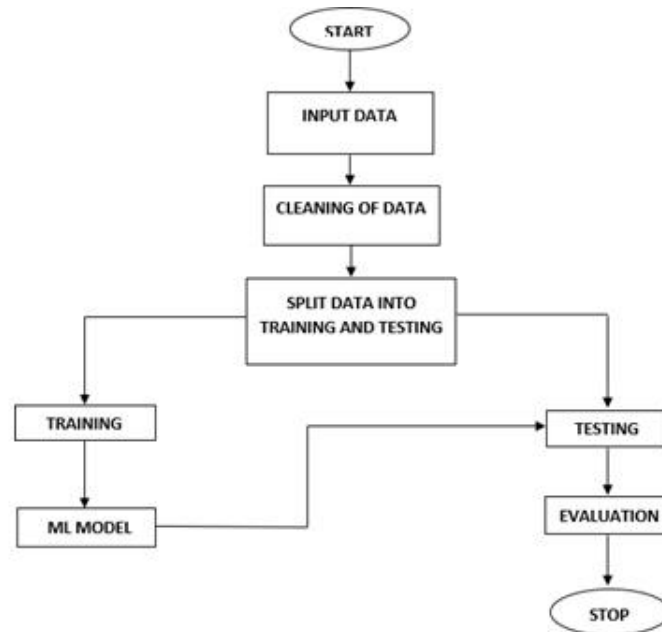 START
INPUT DATA
CLEANING OF DATA
SPLIT DATA INTO
TRAINING AND TESTING
TRAINING
TESTING
ML MODEL
EVALUATION
STOP